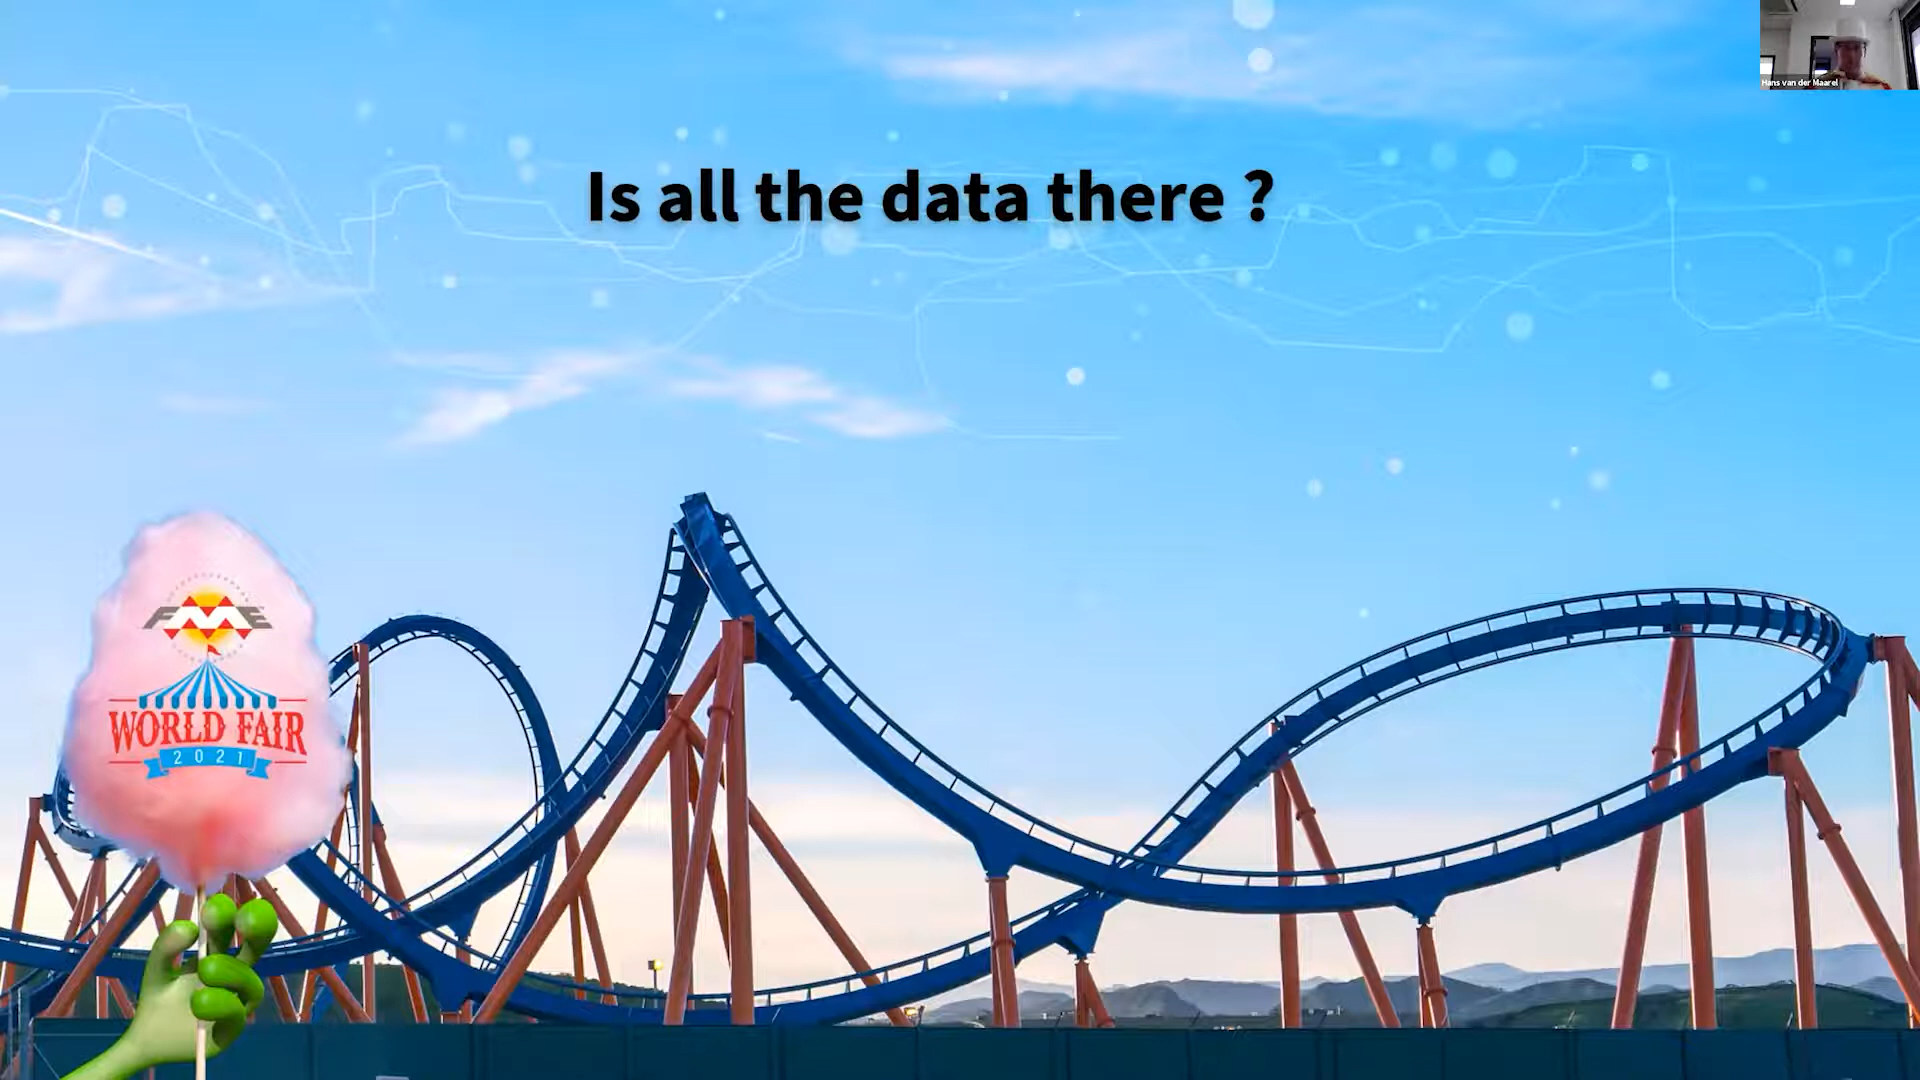 Hans van der Maarel
Is all the data there ?
FME
WORLD FAIR
2021